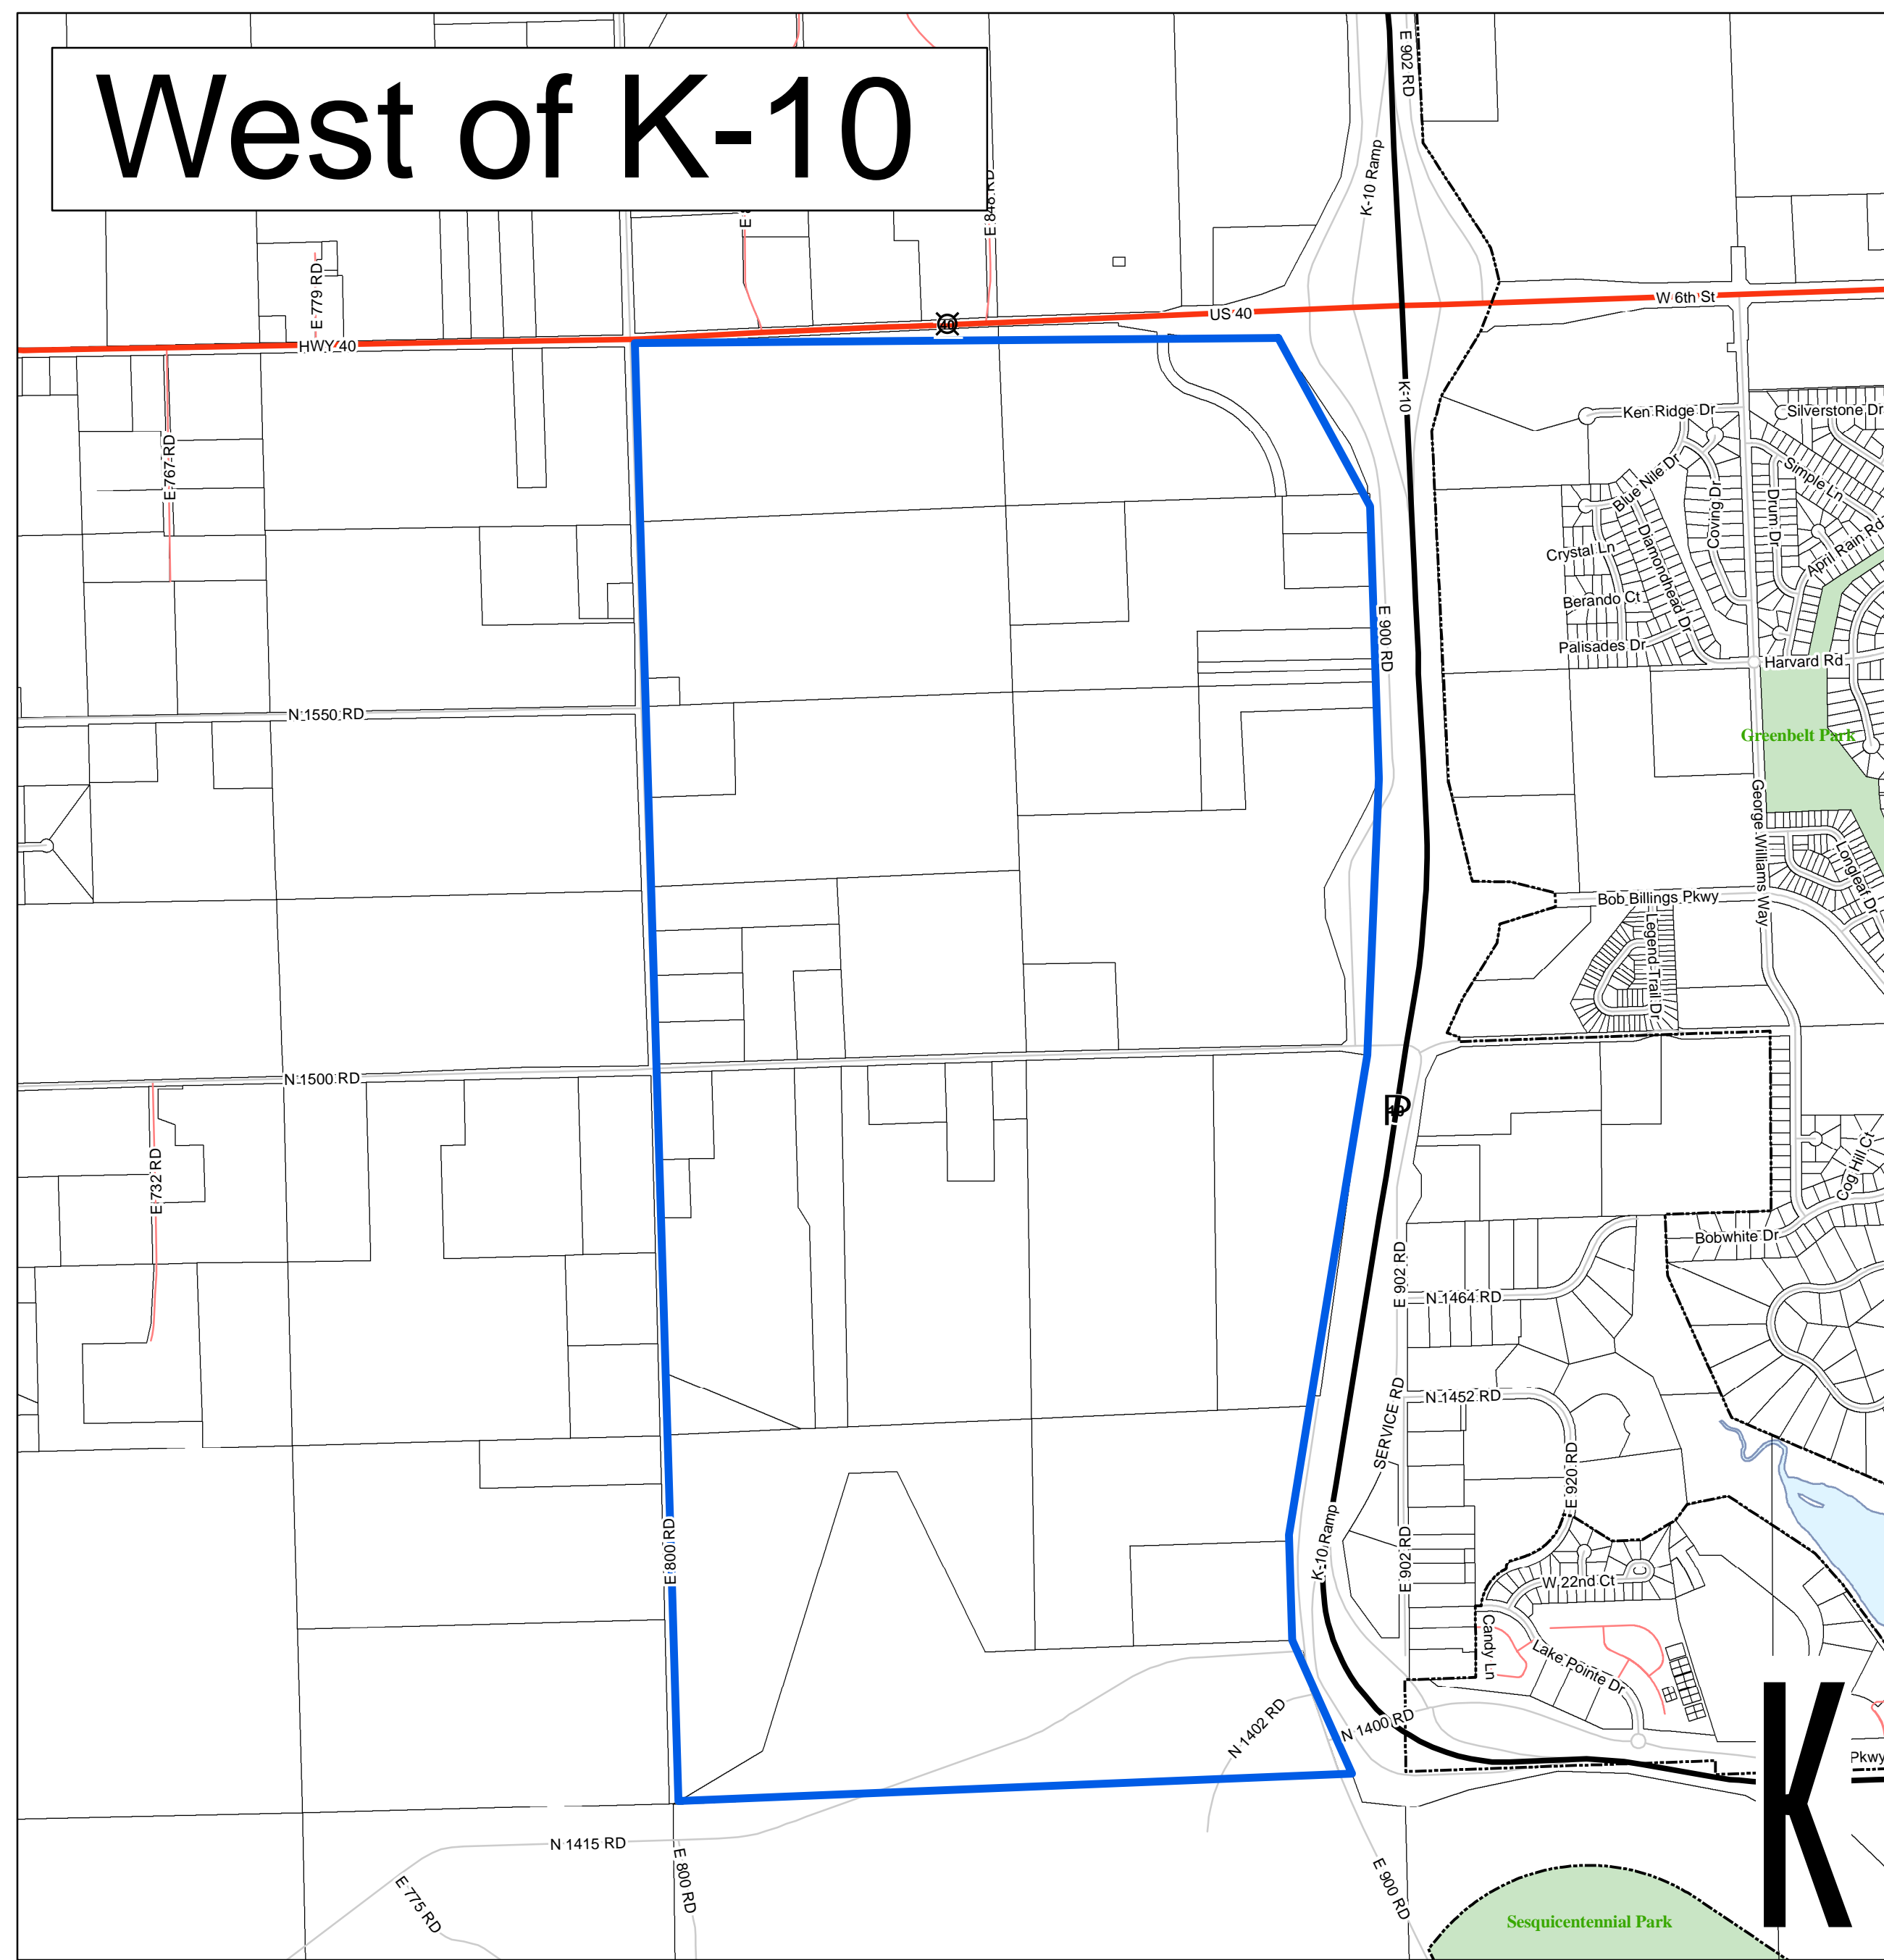 West of K-10
E 902 RD
K-10 Ramp
E 848 RD
E 779 RD
W 6th St
US 40
40
HWY 40
K-10
Ken Ridge Dr
Silverstone Dr
E 767 RD
Blue Nile Dr
Simple Ln
Coving Dr
Drum Dr
April Rain Rd
Crystal Ln
Diamondhead Dr
Berando Ct
E 900 RD
Palisades Dr
Harvard Rd
N 1550 RD
Greenbelt Park
George Williams Way
Longleaf Dr
Bob Billings Pkwy
Legend Trail Dr
N 1500 RD
P
10
E 732 RD
Cog Hill Ct
Bobwhite Dr
E 902 RD
N 1464 RD
SERVICE RD
N 1452 RD
E 920 RD
E 800 RD
K-10 Ramp
E 902 RD
W 22nd Ct
Candy Ln
Lake Pointe Dr
N 1402 RD
N 1400 RD
Pkwy
K
N 1415 RD
E 800 RD
E 775 RD
E 900 RD
Sesquicentennial Park